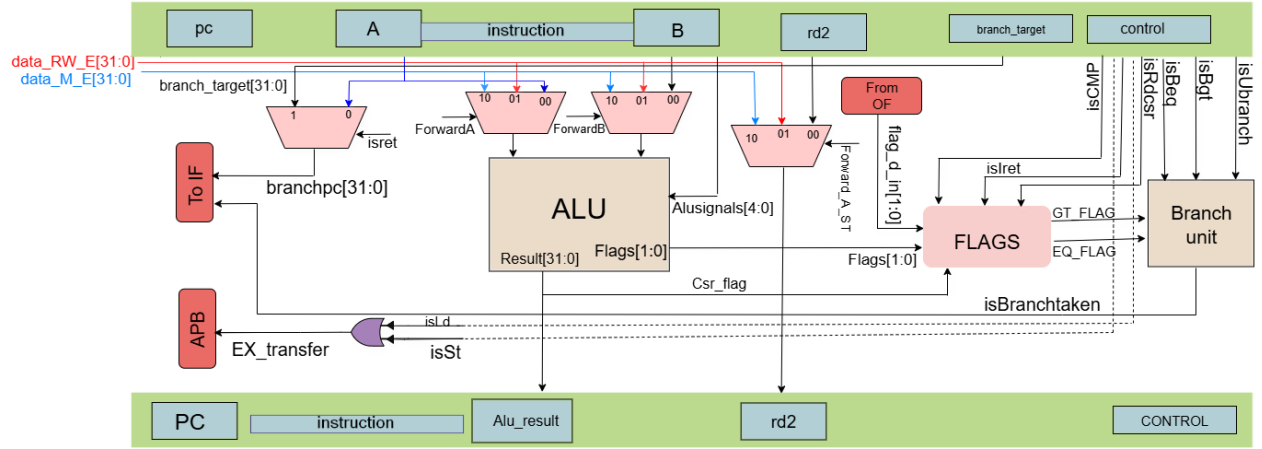 pc
A
instruction
B
rd2
branch_target
control
data_RW_E[31:0]
data_M_E[31:0]
branch_target[31:0]
1
0
10
01
00
10
01
00
10
01
00
From
OF
isCMP
isRdcsr
isBeq
isBgt
isUbranch
ForwardA
ForwardB
isret
Forward_A_ST
flag_d_in[1:0]
To IF
branchpc[31:0]
ALU
Alusignals[4:0]
isIret
GT_FLAG
Branch
unit
FLAGS
EQ_FLAG
Flags[1:0]
Result[31:0]
Flags[1:0]
Csr_flag
isBranchtaken
APB
isLd
isSt
EX_transfer
PC
instruction
Alu_result
rd2
CONTROL